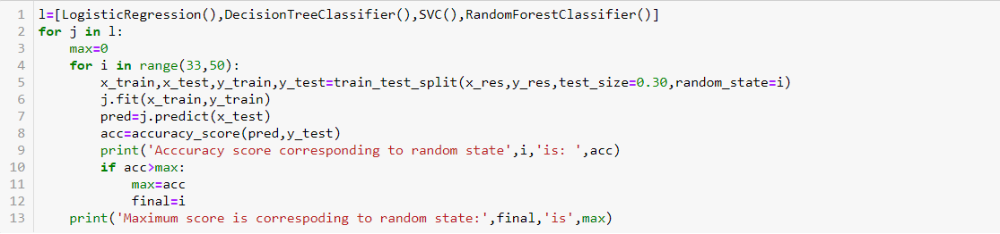 1 l=[LogisticRegression(),DecisionTreeClassifier(),SVC(),RandomForestClassifier()]
2 for j in l:
3     max=0
4     for i in range(33,50):
5         x_train,x_test,y_train,y_test=train_test_split(x_res,y_res,test_size=0.30,random_state=i)
6         j.fit(x_train,y_train)
7         pred=j.predict(x_test)
8         acc=accuracy_score(pred,y_test)
9         print('Acccuracy score corresponding to random state',i,'is: ',acc)
10         if acc>max:
11             max=acc
12             final=i
13     print('Maximum score is correspoding to random state:',final,'is',max)